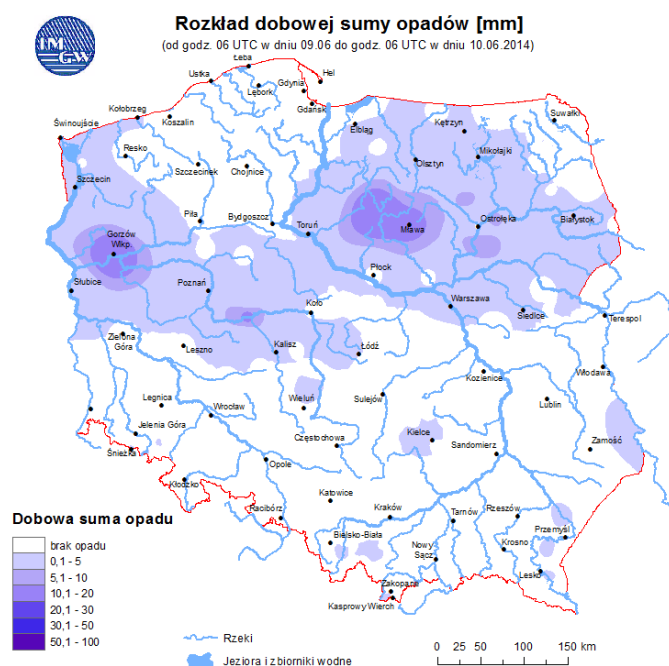 IM
GW
Rozkład dobowej sumy opadów [mm]
(od godz. 06 UTC w dniu 09.06 do godz. 06 UTC w dniu 10.06.2014)
Łeba
Hel
Ustka
Gdynia
Lębork
Gdańsk
Kołobrzeg
Koszalin
Świnoujście
Elbląg
Kętrzyn
Suwałki
Resko
Szczecinek
Chojnice
Olsztyn
Mikołajki
Szczecin
Piła
Bydgoszcz
Toruń
Mława
Ostrołęka
Białystok
Gorzów
Wlkp.
Płock
Słubice
Poznań
Koło
Warszawa
Siedlce
Terespol
Zielona
Góra
Leszno
Kalisz
Łódź
Kozienice
Włodawa
Legnica
Wrocław
Wieluń
Sulejów
Lublin
Jelenia Góra
Śnieżka
Częstochowa
Kielce
Sandomierz
Zamość
Opole
Kłodzko
Katowice
Racibórz
Kraków
Tarnów
Rzeszów
Przemyśl
Bielsko-Biała
Nowy
Sącz
Krosno
Lesko
Zakopane
Kasprowy Wierch
Dobowa suma opadu
brak opadu
0,1 - 5
5,1 - 10
10,1 - 20
20,1 - 30
30,1 - 50
50,1 - 100
Rzeki
Jeziora i zbiorniki wodne
0 25 50 100 150 km